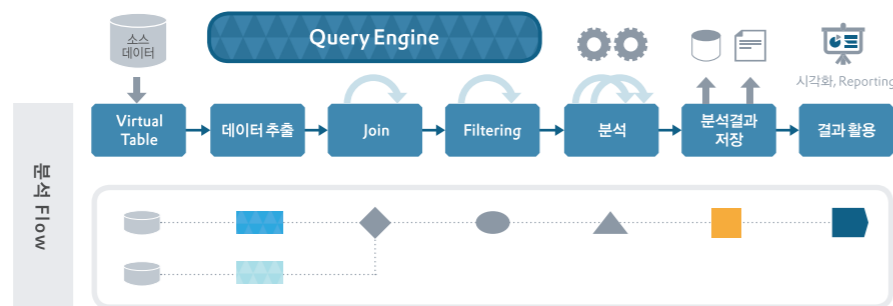 소스
데이터
Query Engine
시각화, Reporting
Virtual
Table
데이터 추출
Join
Filtering
분석
분석결과
저장
결과 활용
분석 Flow